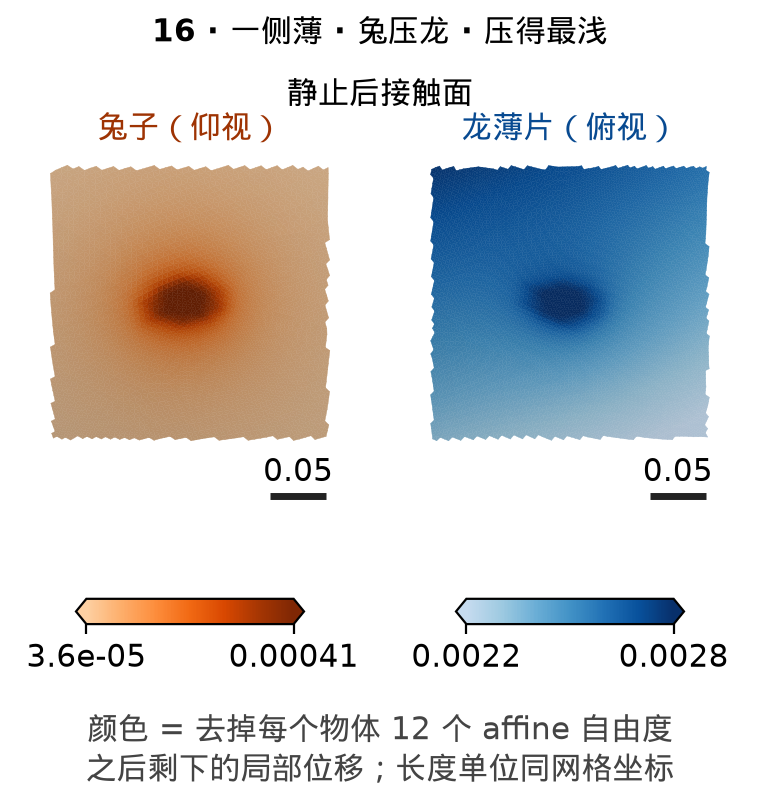 16 · 一侧薄 · 兔压龙 · 压得最浅
静止后接触面
兔子（仰视）
龙薄片（俯视）
0.05
0.05
3.6e-05
0.00041
0.0022
0.0028
颜色 = 去掉每个物体 12 个 affine 自由度
之后剩下的局部位移；长度单位同网格坐标